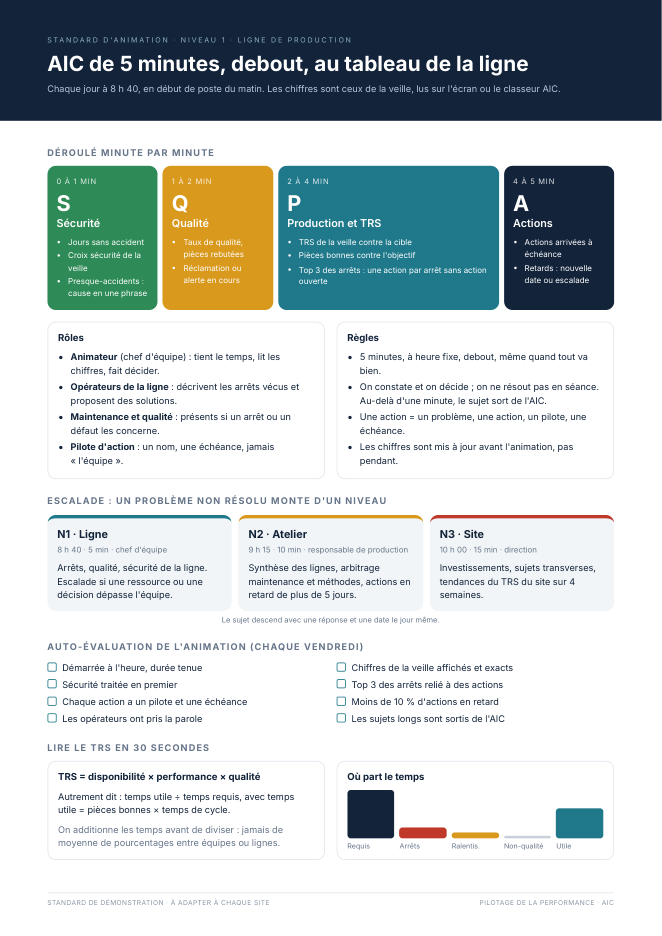 STANDARD D'ANIMATION · NIVEAU 1 · LIGNE DE PRODUCTION
AIC de 5 minutes, debout, au tableau de la ligne
Chaque jour à 8 h 40, en début de poste du matin. Les chiffres sont ceux de la veille, lus sur l'écran ou le classeur AIC.
DÉROULÉ MINUTE PAR MINUTE
0 À 1 MIN
S
Sécurité
• Jours sans accident
• Croix sécurité de la
veille
• Presque-accidents :
cause en une phrase
1 À 2 MIN
Q
Qualité
• Taux de qualité,
pièces rebutées
• Réclamation ou
alerte en cours
2 À 4 MIN
P
Production et TRS
• TRS de la veille contre la cible
• Pièces bonnes contre l'objectif
• Top 3 des arrêts : une action par arrêt sans action
ouverte
4 À 5 MIN
A
Actions
• Actions arrivées à
échéance
• Retards : nouvelle
date ou escalade
Rôles
• Animateur (chef d'équipe) : tient le temps, lit les
chiffres, fait décider.
• Opérateurs de la ligne : décrivent les arrêts vécus et
proposent des solutions.
• Maintenance et qualité : présents si un arrêt ou un
défaut les concerne.
• Pilote d'action : un nom, une échéance, jamais
« l'équipe ».
Règles
• 5 minutes, à heure fixe, debout, même quand tout va
bien.
• On constate et on décide ; on ne résout pas en séance.
Au-delà d'une minute, le sujet sort de l'AIC.
• Une action = un problème, une action, un pilote, une
échéance.
• Les chiffres sont mis à jour avant l'animation, pas
pendant.
ESCALADE : UN PROBLÈME NON RÉSOLU MONTE D'UN NIVEAU
N1 · Ligne
8 h 40 · 5 min · chef d'équipe
Arrêts, qualité, sécurité de la ligne.
Escalade si une ressource ou une
décision dépasse l'équipe.
N2 · Atelier
9 h 15 · 10 min · responsable de production
Synthèse des lignes, arbitrage
maintenance et méthodes, actions en
retard de plus de 5 jours.
N3 · Site
10 h 00 · 15 min · direction
Investissements, sujets transverses,
tendances du TRS du site sur 4
semaines.
Le sujet descend avec une réponse et une date le jour même.
AUTO-ÉVALUATION DE L'ANIMATION (CHAQUE VENDREDI)
Démarrée à l'heure, durée tenue
Sécurité traitée en premier
Chaque action a un pilote et une échéance
Les opérateurs ont pris la parole
Chiffres de la veille affichés et exacts
Top 3 des arrêts relié à des actions
Moins de 10 % d'actions en retard
Les sujets longs sont sortis de l'AIC
LIRE LE TRS EN 30 SECONDES
TRS = disponibilité × performance × qualité
Autrement dit : temps utile ÷ temps requis, avec temps
utile = pièces bonnes × temps de cycle.
On additionne les temps avant de diviser : jamais de
moyenne de pourcentages entre équipes ou lignes.
Où part le temps
Requis
Arrêts
Ralentis.
Non-qualité
Utile
STANDARD DE DÉMONSTRATION · À ADAPTER À CHAQUE SITE
PILOTAGE DE LA PERFORMANCE · AIC